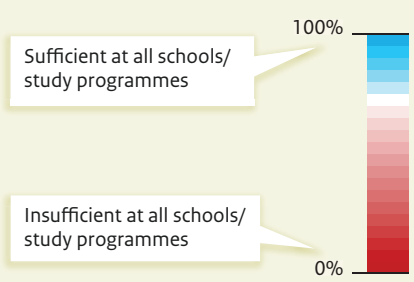 100%
Sufficient at all schools/
study programmes
Insufficient at all schools/
study programmes
0%